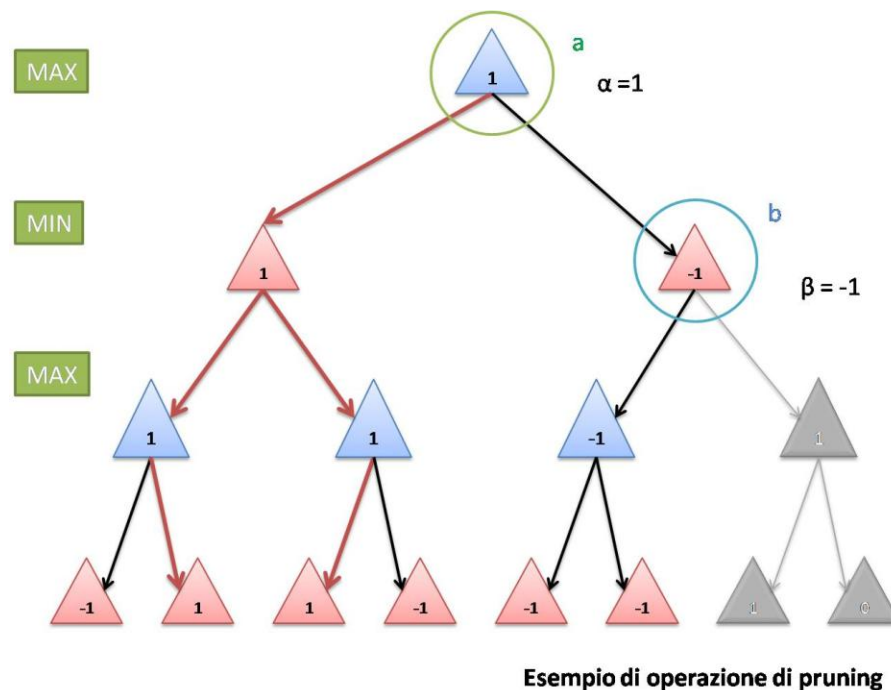 MAX
1
a
α =1
MIN
1
-1
b
β = -1
MAX
1
1
-1
1
-1
1
1
-1
-1
-1
1
0
Esempio di operazione di pruning